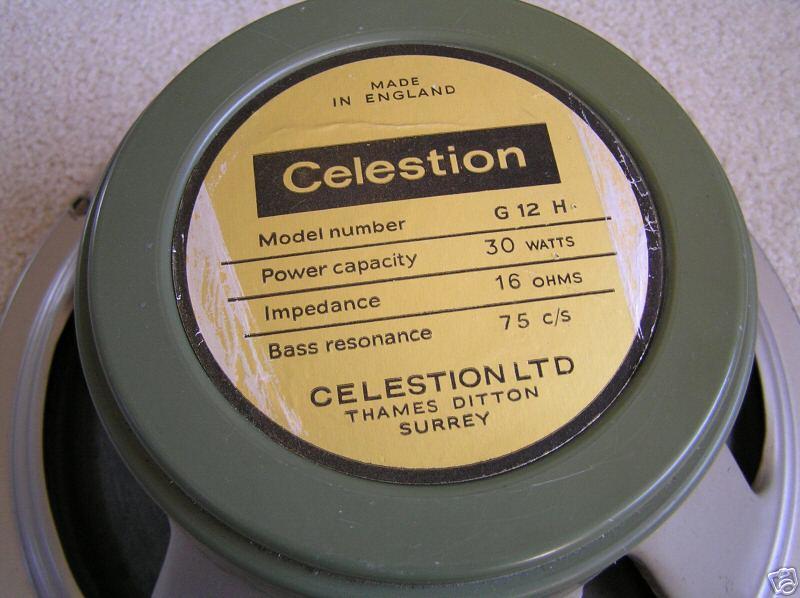 MADE
IN ENGLAND
Celestion
Model number G 12 H
Power capacity 30 WATTS
Impedance 16 OHMS
Bass resonance 75 c/s
CELESTION LTD
THAMES DITTON
SURREY